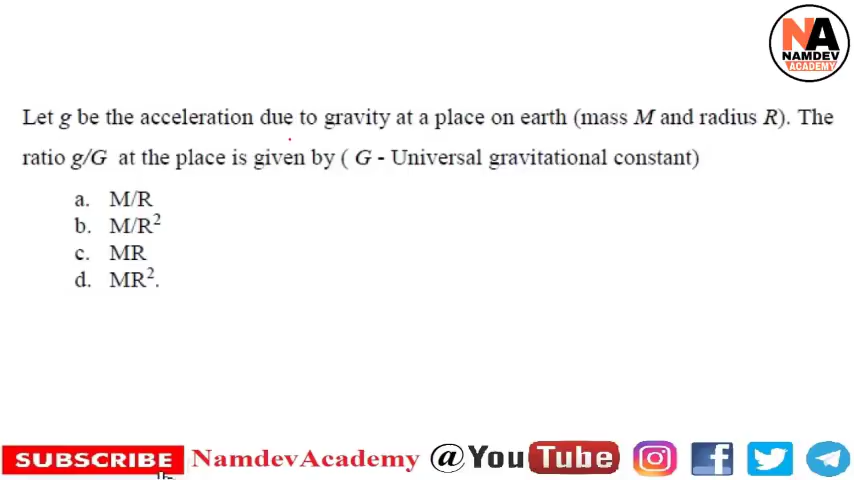 NA
NAMDEV
ACADEMY
Let g be the acceleration due to gravity at a place on earth (mass M and radius R). The
ratio g/G at the place is given by ( G - Universal gravitational constant)
a. M/R
b. M/R²
c. MR
d. MR².
SUBSCRIBE NamdevAcademy @YouTube